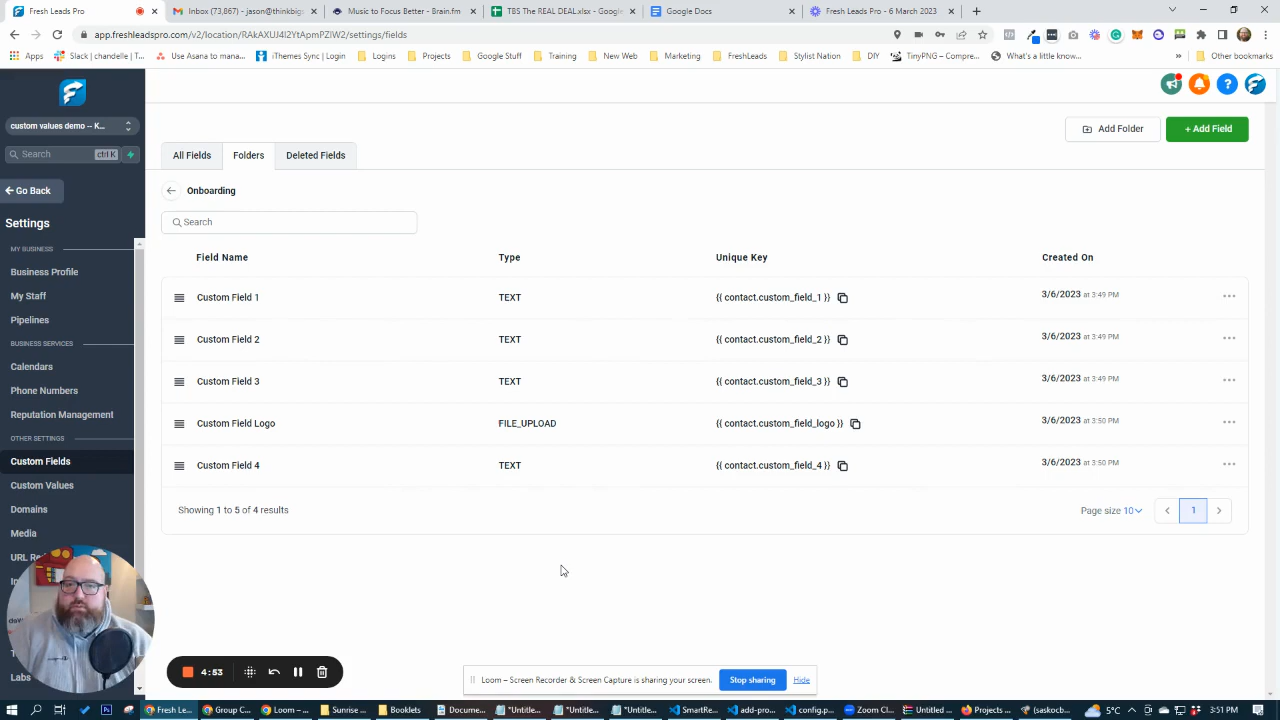 Fresh Leads Pro
Inbox (73,867) - jason@thinkbig
Music to Focus Better - Brain.fm
TBS The REAL DEAL.xlsx - Google
Google Docs
Fresh Leads Pro - 6 March 2023
app.freshleadspro.com/v2/location/RAkAXUJ4l2YtApmPZIW2/settings/fields
Apps
Slack | chandelle | T...
Use Asana to mana...
iThemes Sync | Login
Logins
Projects
Google Stuff
Training
New Web
Marketing
FreshLeads
Stylist Nation
DIY
TinyPNG – Compre...
What's a little know...
Other bookmarks
custom values demo -- K...
Search
ctrl K
Add Folder
+ Add Field
All Fields
Folders
Deleted Fields
Go Back
Onboarding
Settings
Search
MY BUSINESS
Business Profile
My Staff
Pipelines
BUSINESS SERVICES
Calendars
Phone Numbers
Reputation Management
OTHER SETTINGS
Custom Fields
Custom Values
Domains
Media
URL Re
Labs
Field Name Type Unique Key Created On
Custom Field 1 TEXT {{ contact.custom_field_1 }} 3/6/2023 at 3:49 PM
Custom Field 2 TEXT {{ contact.custom_field_2 }} 3/6/2023 at 3:49 PM
Custom Field 3 TEXT {{ contact.custom_field_3 }} 3/6/2023 at 3:49 PM
Custom Field Logo FILE_UPLOAD {{ contact.custom_field_logo }} 3/6/2023 at 3:50 PM
Custom Field 4 TEXT {{ contact.custom_field_4 }} 3/6/2023 at 3:50 PM
Showing 1 to 5 of 4 results
Page size 10
1
4:53
Loom – Screen Recorder & Screen Capture is sharing your screen.
Stop sharing
Hide
Fresh Le...
Group C...
Loom –...
Sunrise ...
Booklets
Docume...
*Untitle...
*Untitle...
*Untitle...
SmartRe...
add-pro...
config.p...
Zoom Cl...
Untitled ...
Projects ...
(saskocb...
5°C
3:51 PM